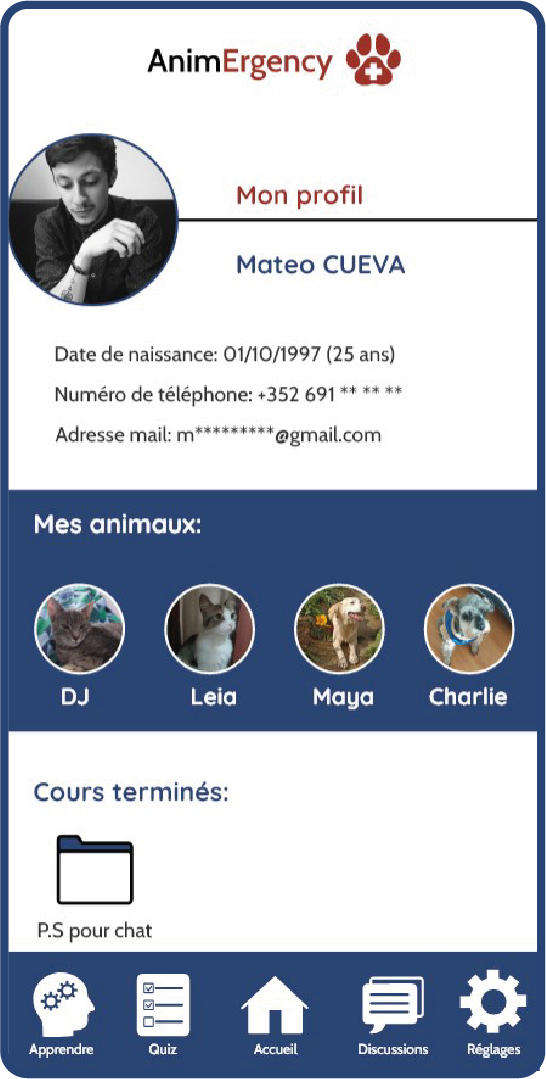 AnimErgency
Mon profil
Mateo CUEVA
Date de naissance: 01/10/1997 (25 ans)
Numéro de téléphone: +352 691 ** ** **
Adresse mail: m*********@gmail.com
Mes animaux:
DJ Leia Maya Charlie
Cours terminés:
P.S pour chat
Apprendre Quiz Accueil Discussions Réglages